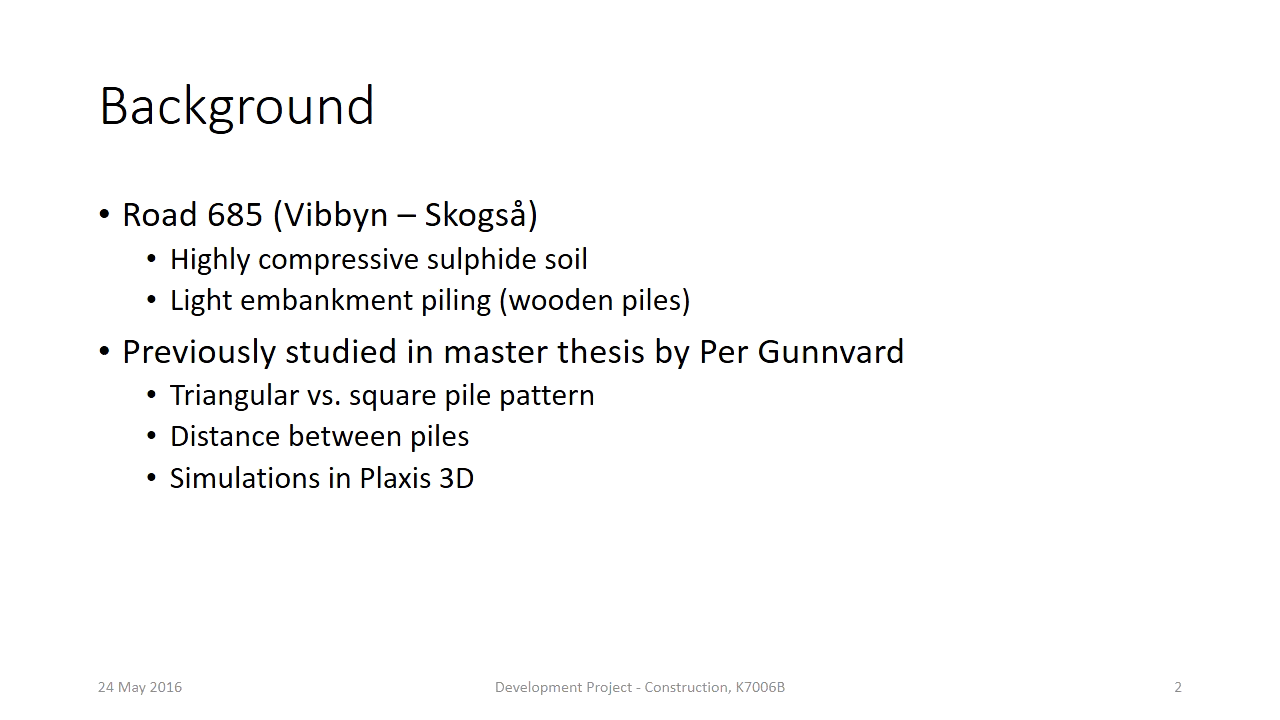 Background
• Road 685 (Vibbyn – Skogså)
• Highly compressive sulphide soil
• Light embankment piling (wooden piles)
• Previously studied in master thesis by Per Gunnvard
• Triangular vs. square pile pattern
• Distance between piles
• Simulations in Plaxis 3D
24 May 2016
Development Project - Construction, K7006B
2